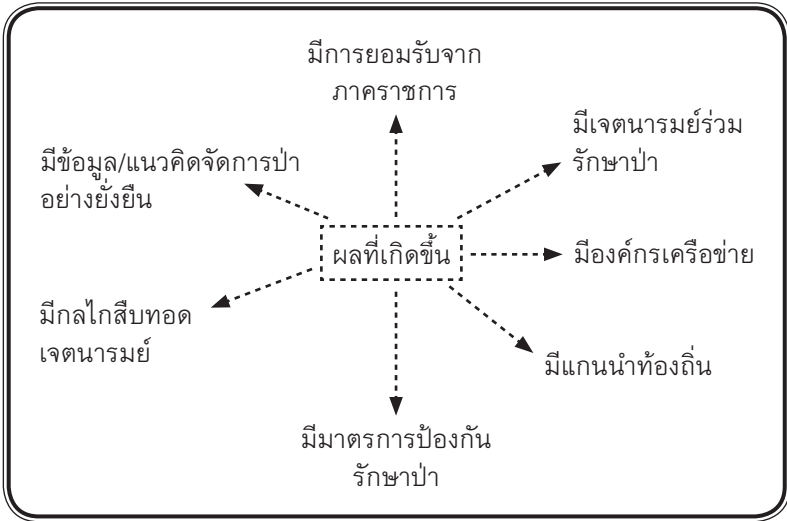 มีการยอมรับจาก
ภาคราชการ
มีเจตนารมย์ร่วม
รักษาป่า
มีข้อมูล/แนวคิดจัดการป่า
อย่างยั่งยืน
ผลที่เกิดขึ้น
มีองค์กรเครือข่าย
มีกลไกสืบทอด
เจตนารมย์
มีแกนนำท้องถิ่น
มีมาตรการป้องกัน
รักษาป่า